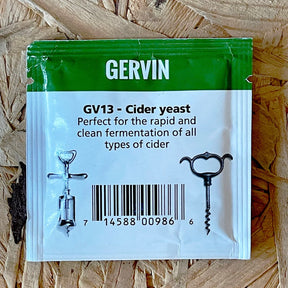 GERVIN
GV13 - Cider yeast
Perfect for the rapid and
clean fermentation of all
types of cider
7 14588 00986 6